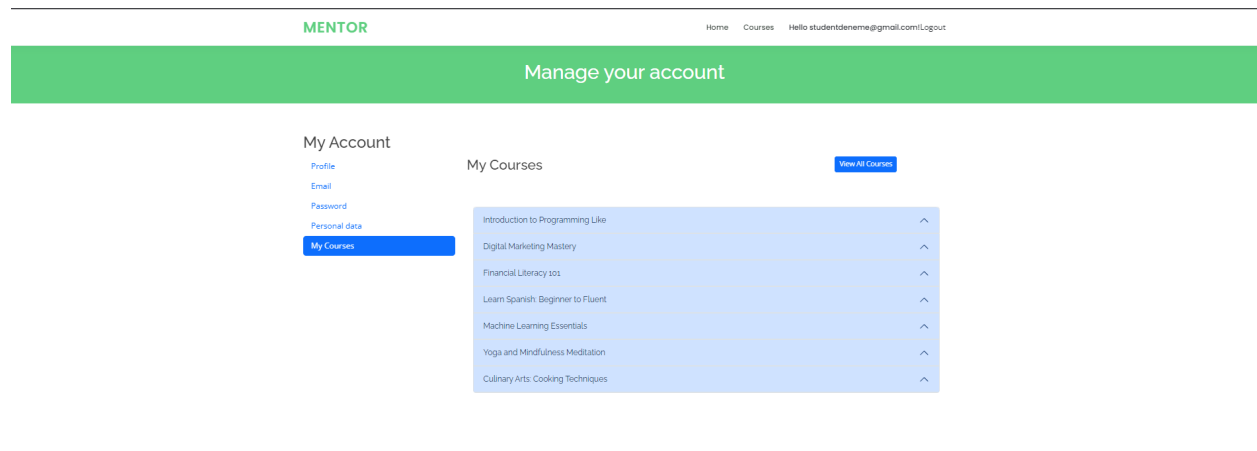 MENTOR
Home Courses Hello studentdeneme@gmail.com!Logout
Manage your account
My Account
Profile
Email
Password
Personal data
My Courses
My Courses
View All Courses
Introduction to Programming Like
Digital Marketing Mastery
Financial Literacy 101
Learn Spanish: Beginner to Fluent
Machine Learning Essentials
Yoga and Mindfulness Meditation
Culinary Arts: Cooking Techniques